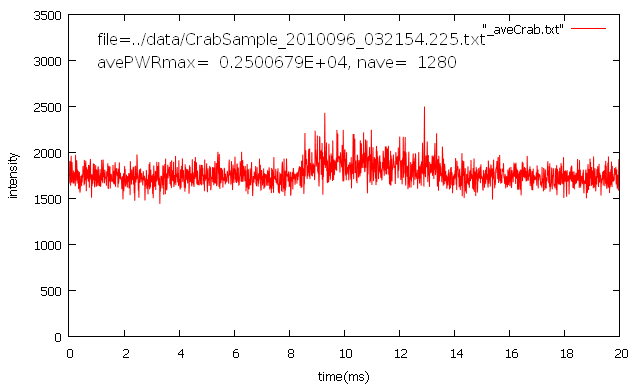 "_aveCrab.txt"
file=../data/CrabSample_2010096_032154.225.txt
avePWRmax=  0.2500679E+04, nave=  1280
3500
3000
2500
2000
1500
1000
500
0
intensity
0 2 4 6 8 10 12 14 16 18 20
time(ms)